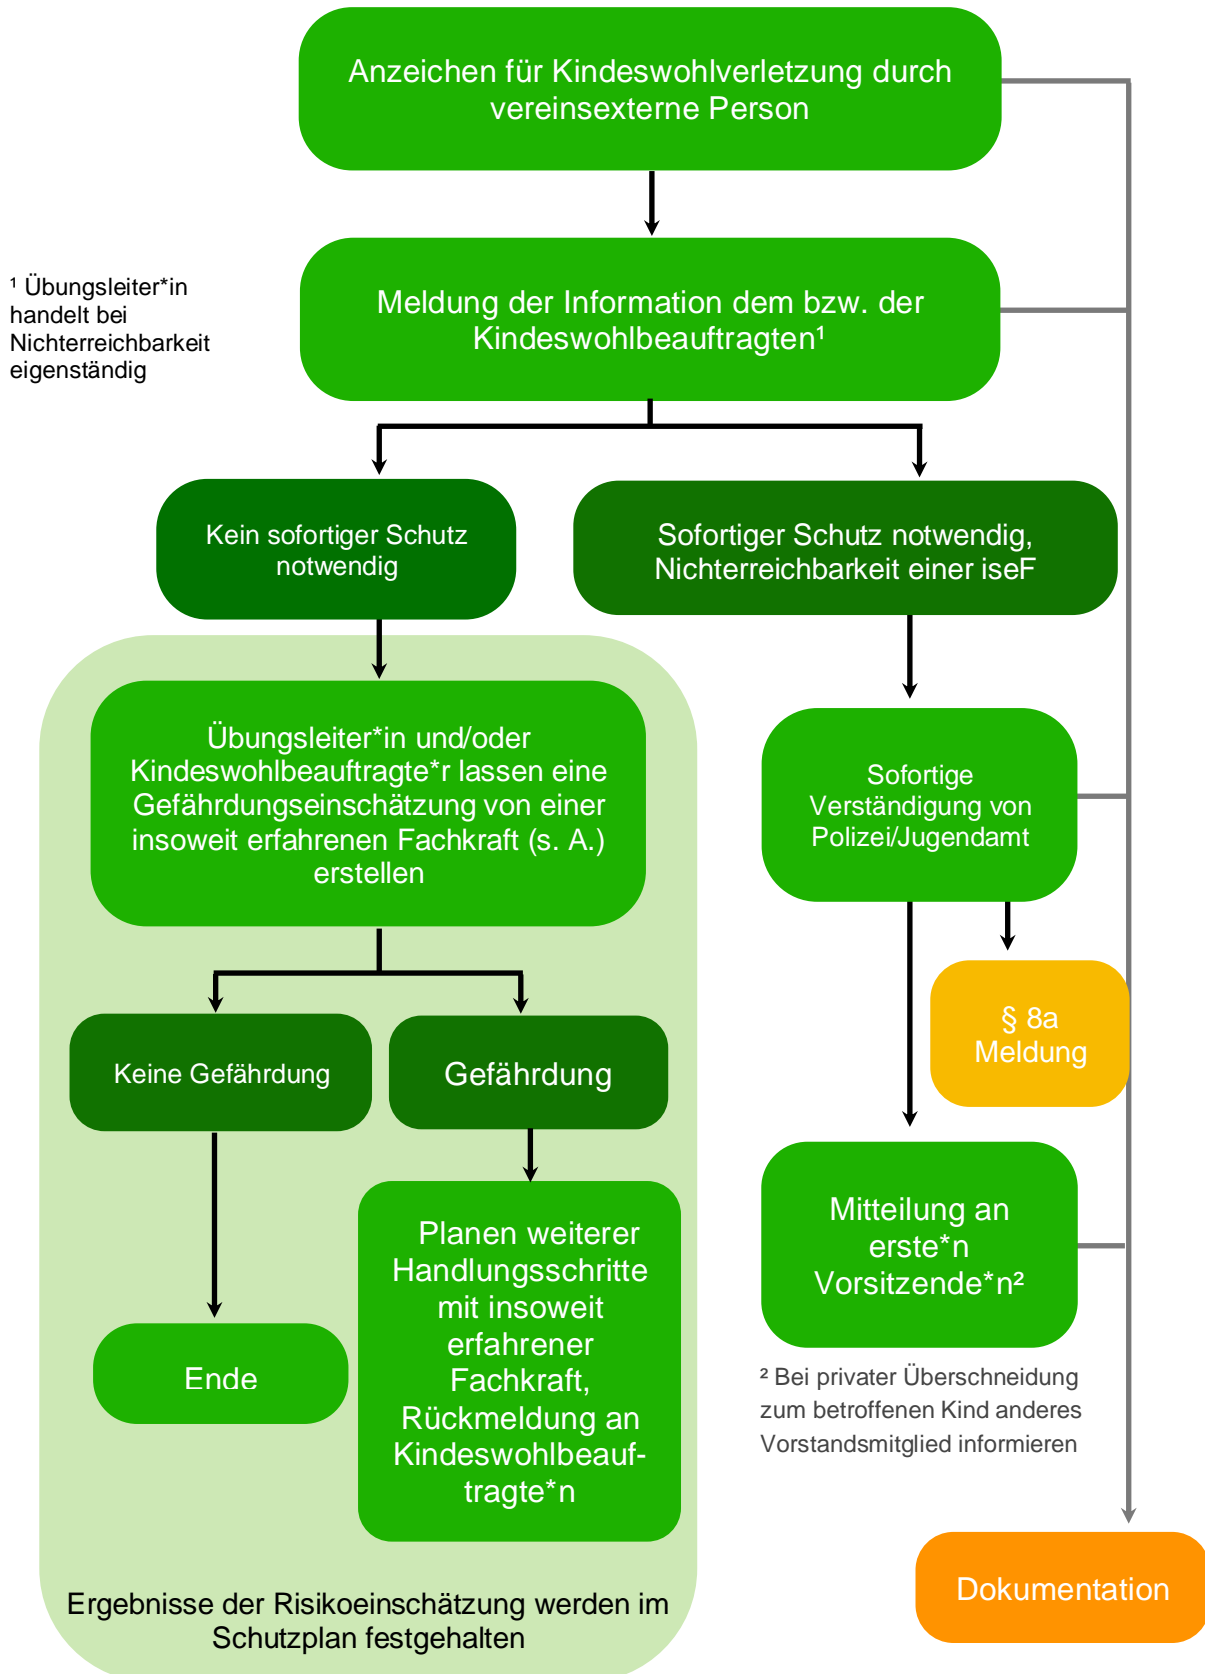 Anzeichen für Kindeswohlverletzung durch
vereinsexterne Person
¹ Übungsleiter*in
handelt bei
Nichterreichbarkeit
eigenständig
Meldung der Information dem bzw. der
Kindeswohlbeauftragten¹
Kein sofortiger Schutz
notwendig
Sofortiger Schutz notwendig,
Nichterreichbarkeit einer iseF
Übungsleiter*in und/oder
Kindeswohlbeauftragte*r lassen eine
Gefährdungseinschätzung von einer
insoweit erfahrenen Fachkraft (s. A.)
erstellen
Sofortige
Verständigung von
Polizei/Jugendamt
§ 8a
Meldung
Keine Gefährdung
Gefährdung
Mitteilung an
erste*n
Vorsitzende*n²
Planen weiterer
Handlungsschritte
mit insoweit
erfahrener
Fachkraft,
Rückmeldung an
Kindeswohlbeauf-
tragte*n
Ende
² Bei privater Überschneidung
zum betroffenen Kind anderes
Vorstandsmitglied informieren
Dokumentation
Ergebnisse der Risikoeinschätzung werden im
Schutzplan festgehalten